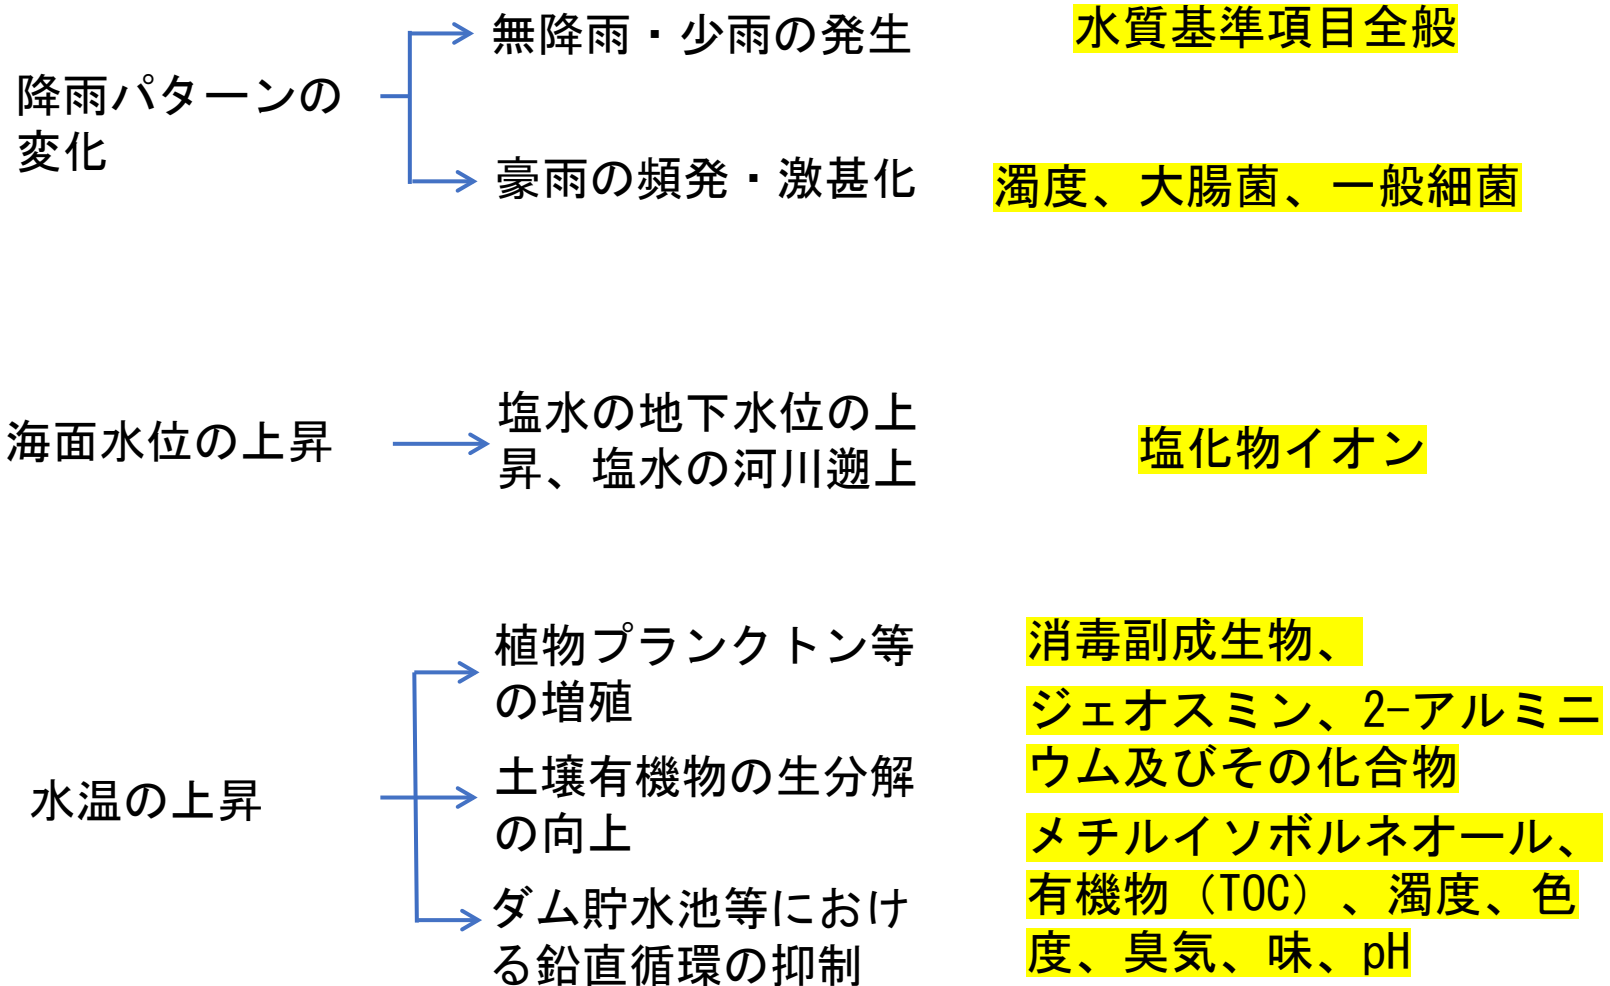 降雨パターンの
変化
無降雨・少雨の発生
水質基準項目全般
豪雨の頻発・激甚化
濁度、大腸菌、一般細菌
海面水位の上昇
塩水の地下水位の上
昇、塩水の河川遡上
塩化物イオン
水温の上昇
植物プランクトン等
の増殖
土壌有機物の生分解
の向上
ダム貯水池等におけ
る鉛直循環の抑制
消毒副成生物、
ジェオスミン、2-アルミニ
ウム及びその化合物
メチルイソボルネオール、
有機物（TOC）、濁度、色
度、臭気、味、pH